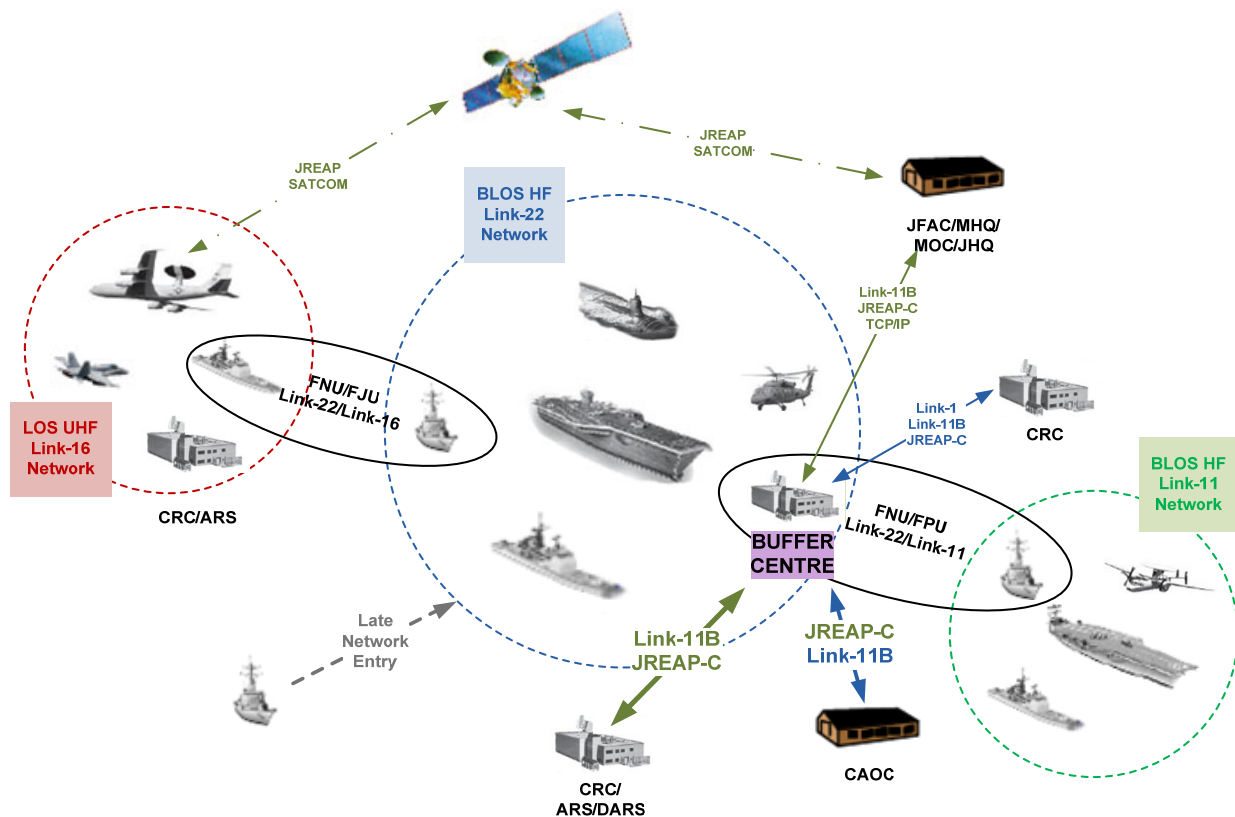 JREAP
SATCOM
JREAP
SATCOM
BLOS HF
Link-22
Network
JFAC/MHQ/
MOC/JHQ
Link-11B
JREAP-C
TCP/IP
FNU/FJU
Link-22/Link-16
LOS UHF
Link-16
Network
CRC/ARS
Link-1
Link-11B
JREAP-C
CRC
BLOS HF
Link-11
Network
FNU/FPU
Link-22/Link-11
BUFFER
CENTRE
Late
Network
Entry
Link-11B
JREAP-C
JREAP-C
Link-11B
CRC/
ARS/DARS
CAOC